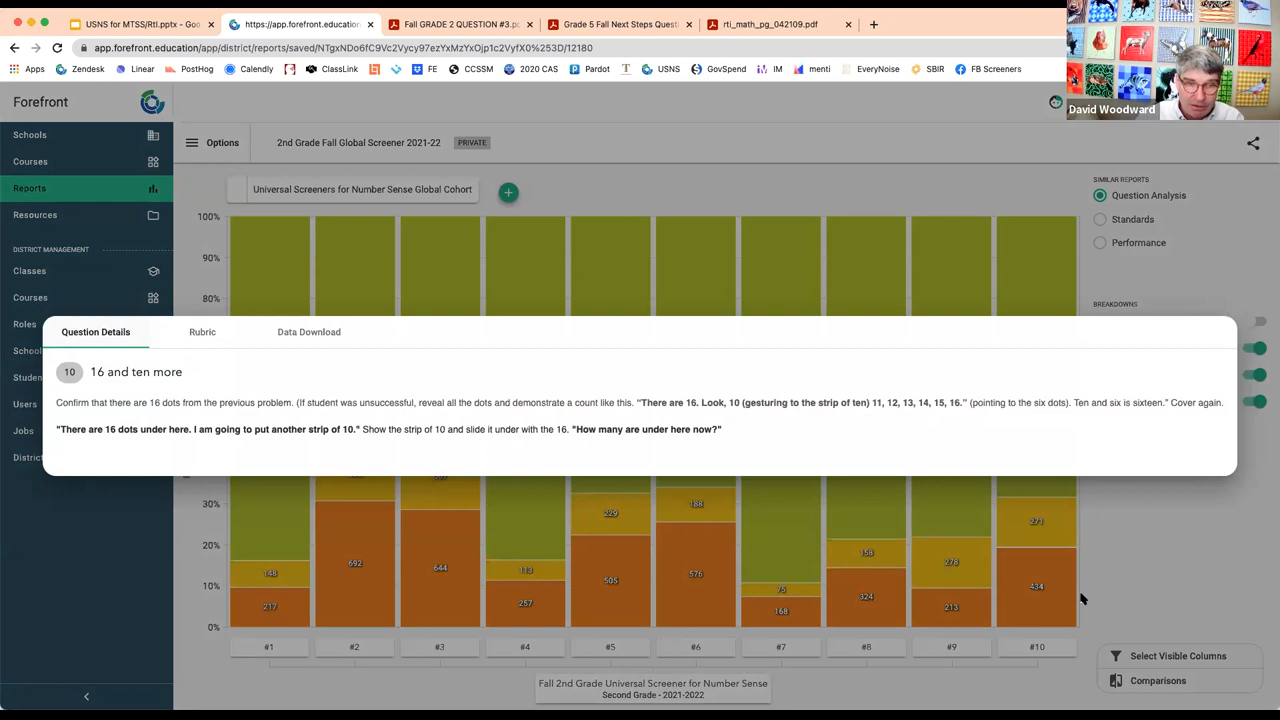 USNS for MTSS/RtI.pptx - Goo
https://app.forefront.education
Fall GRADE 2 QUESTION #3.p
Grade 5 Fall Next Steps Questi
rti_math_pg_042109.pdf
app.forefront.education/app/district/reports/saved/NTgxNDo6fC9Vc2Vycy97ezYxMzYxOjp1c2VyfX0%253D/12180
Apps Zendesk Linear PostHog Calendly ClassLink FE CCSSM 2020 CAS Pardot USNS GovSpend IM menti EveryNoise SBIR FB Screeners
David Woodward
Forefront
Schools
Courses
Reports
Resources
DISTRICT MANAGEMENT
Classes
Courses
Roles
School
Studen
Users
Jobs
District
Options
2nd Grade Fall Global Screener 2021-22
PRIVATE
Universal Screeners for Number Sense Global Cohort
SIMILAR REPORTS
Question Analysis
Standards
Performance
BREAKDOWNS
100%
90%
80%
Question Details Rubric Data Download
10 16 and ten more
Confirm that there are 16 dots from the previous problem. (If student was unsuccessful, reveal all the dots and demonstrate a count like this. "There are 16. Look, 10 (gesturing to the strip of ten) 11, 12, 13, 14, 15, 16." (pointing to the six dots). Ten and six is sixteen." Cover again.
"There are 16 dots under here. I am going to put another strip of 10." Show the strip of 10 and slide it under with the 16. "How many are under here now?"
30%
20%
10%
0%
148
217
692
644
113
257
229
505
188
576
75
168
158
324
278
213
271
434
#1 #2 #3 #4 #5 #6 #7 #8 #9 #10
Fall 2nd Grade Universal Screener for Number Sense
Second Grade - 2021-2022
Select Visible Columns
Comparisons